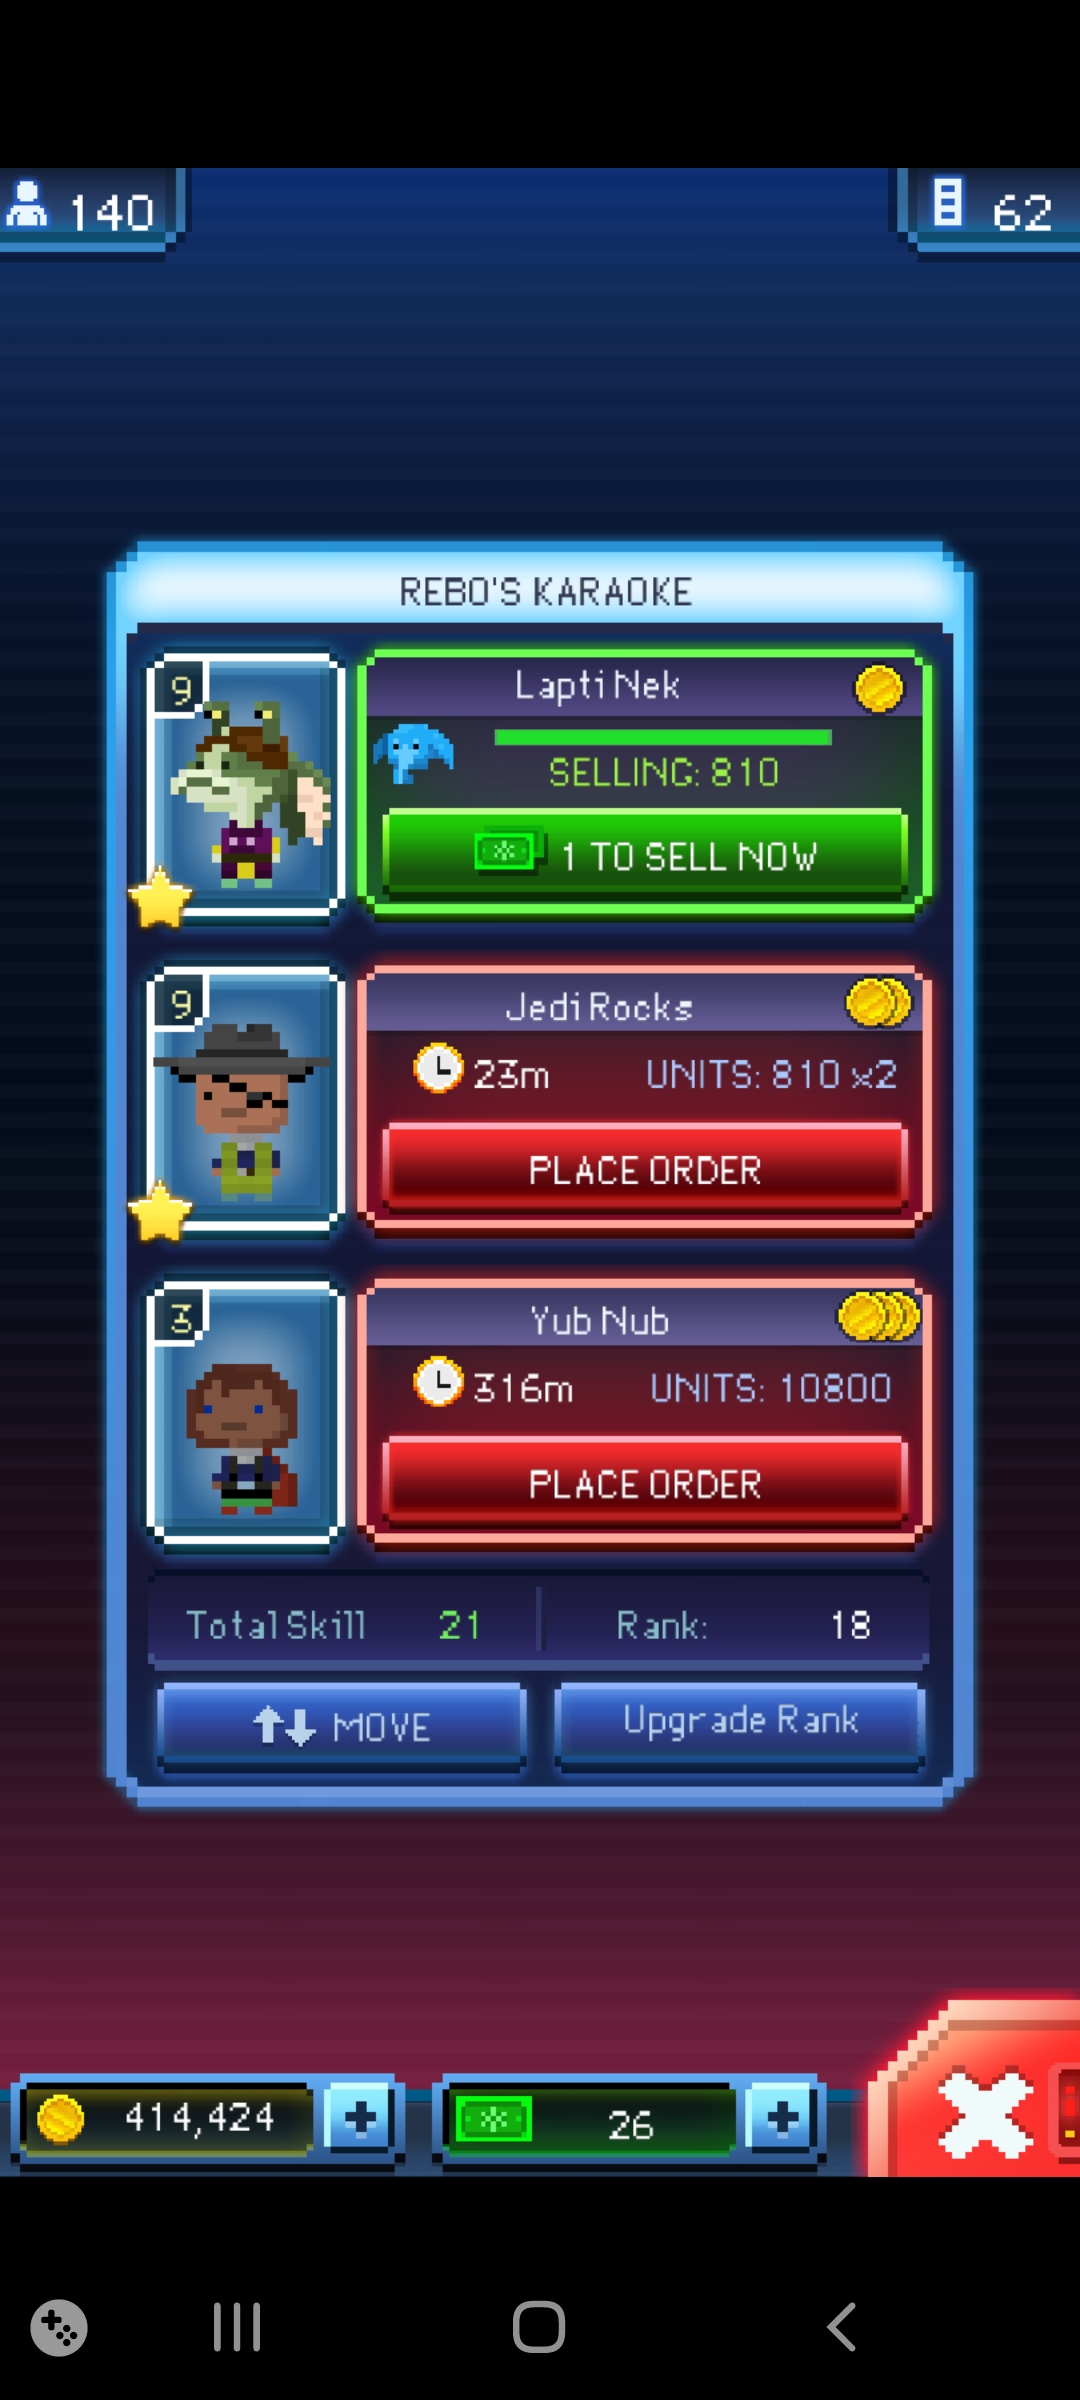 140
62
REBO'S KARAOKE
9
Lapti Nek
SELLING: 810
1 TO SELL NOW
9
Jedi Rocks
23m UNITS: 810 x2
PLACE ORDER
3
Yub Nub
316m UNITS: 10800
PLACE ORDER
Total Skill 21 Rank: 18
MOVE Upgrade Rank
414,424 26